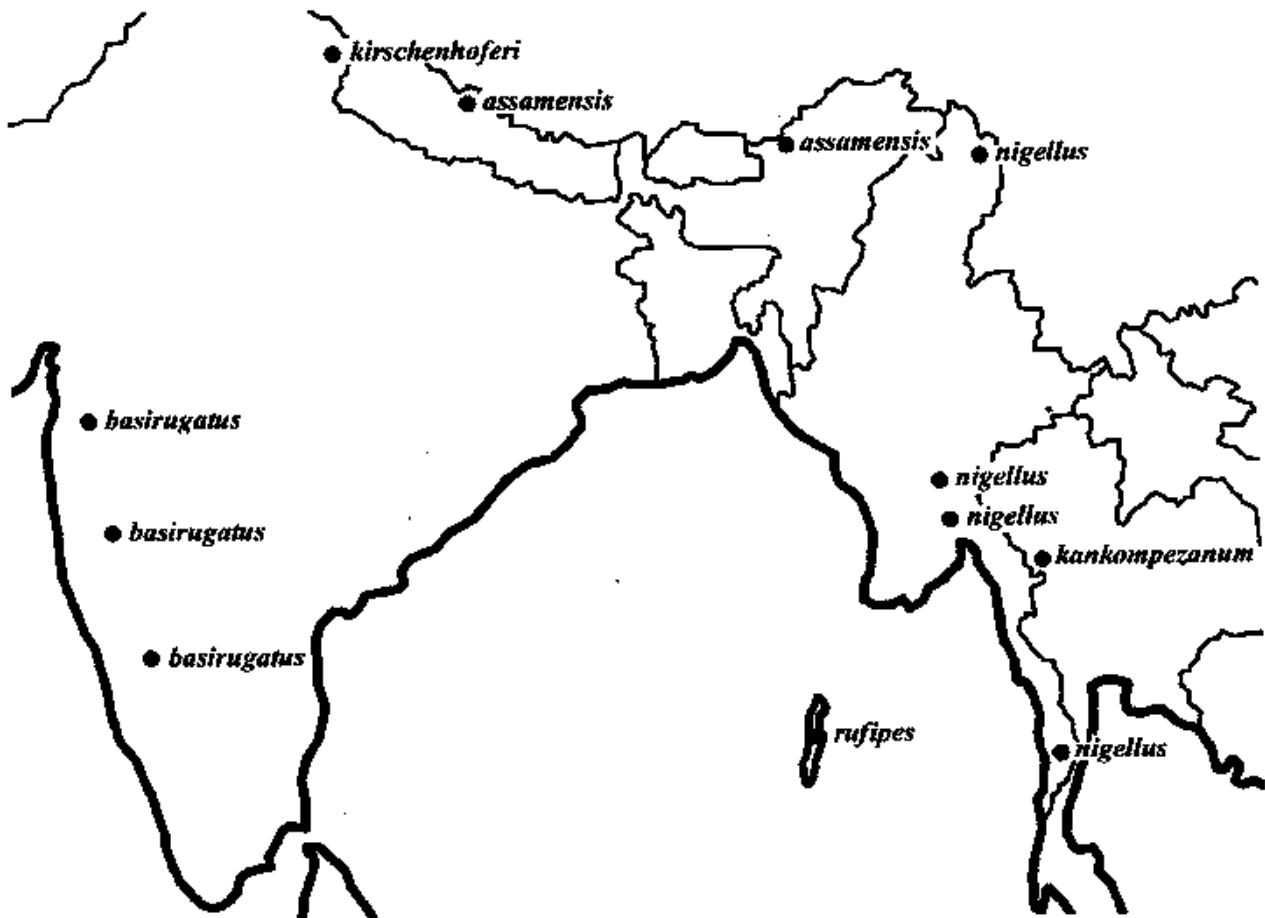 kirschenhoferi
assamensis
assamensis
nigellus
basirugatus
nigellus
nigellus
basirugatus
kankompezanum
basirugatus
rufipes
nigellus